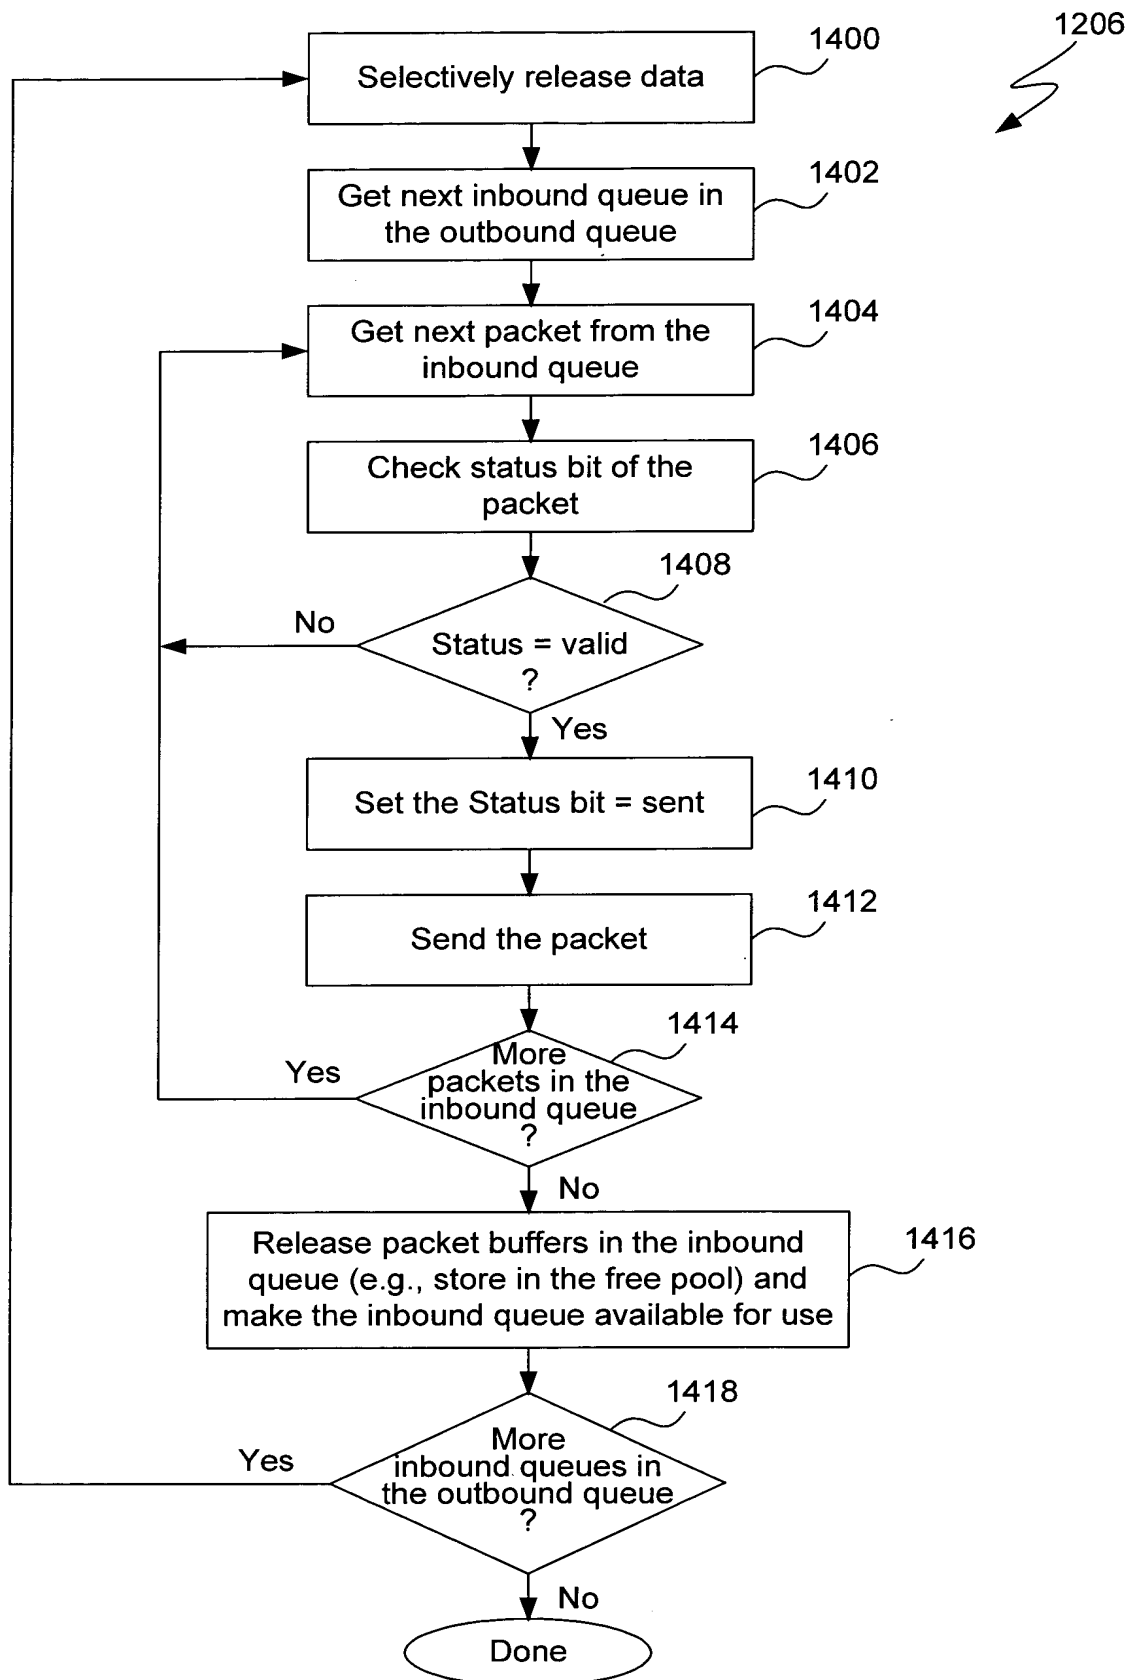 1206
1400
Selectively release data
1402
Get next inbound queue in
the outbound queue
1404
Get next packet from the
inbound queue
1406
Check status bit of the
packet
1408
No
Status = valid
?
Yes
1410
Set the Status bit = sent
1412
Send the packet
1414
Yes
More
packets in the
inbound queue
?
No
1416
Release packet buffers in the inbound
queue (e.g., store in the free pool) and
make the inbound queue available for use
1418
Yes
More
inbound queues in
the outbound queue
?
No
Done